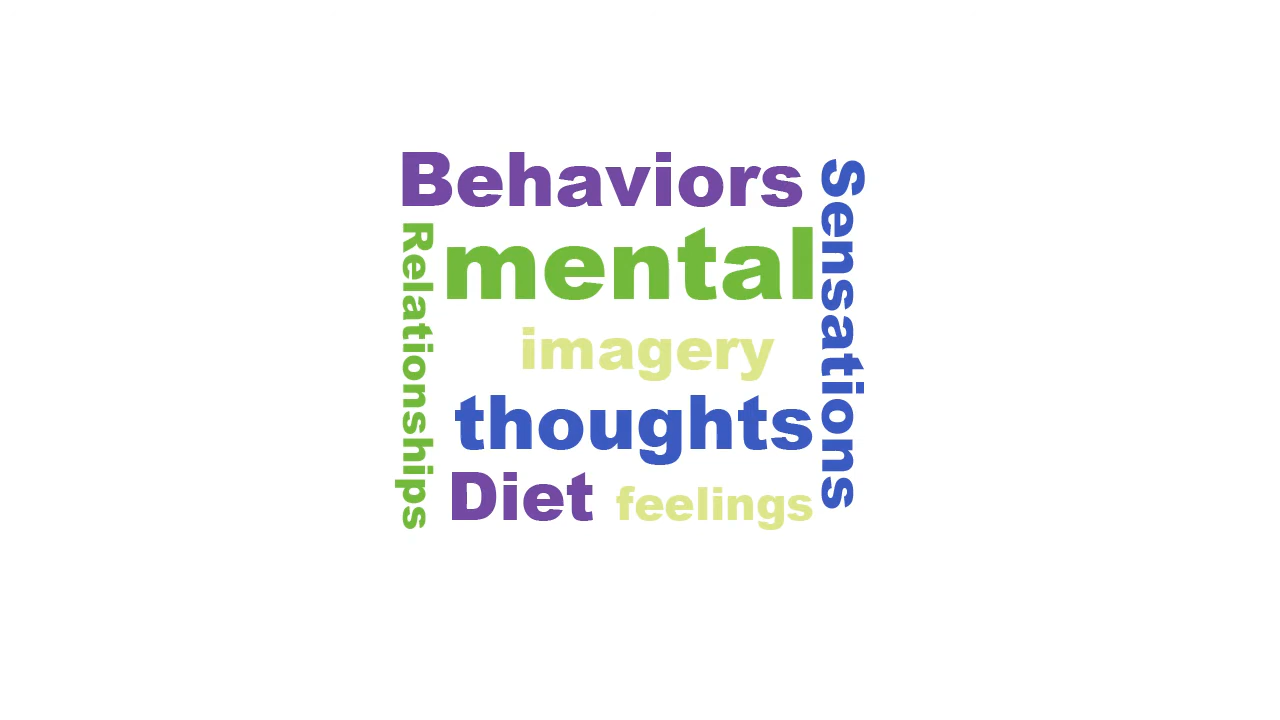 Behaviors
Sensations
Relationships
mental
imagery
thoughts
Diet feelings